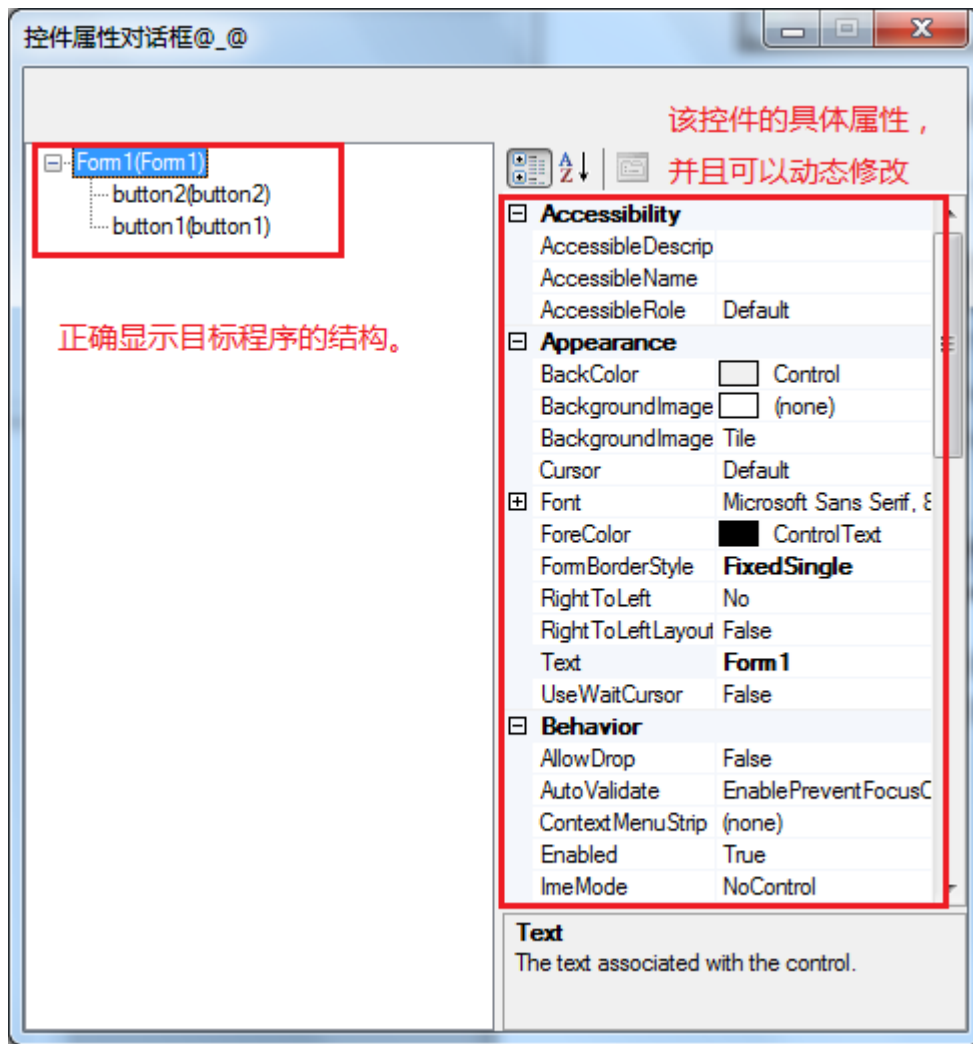 控件属性对话框@_@
该控件的具体属性，
并且可以动态修改
Form1(Form1)
button2(button2)
button1(button1)
正确显示目标程序的结构。
Accessibility
AccessibleDescrip
AccessibleName
AccessibleRole Default
Appearance
BackColor Control
BackgroundImage (none)
BackgroundImage Tile
Cursor Default
Font Microsoft Sans Serif, 8
ForeColor ControlText
FormBorderStyle FixedSingle
RightToLeft No
RightToLeftLayout False
Text Form1
UseWaitCursor False
Behavior
AllowDrop False
AutoValidate EnablePreventFocusC
ContextMenuStrip (none)
Enabled True
ImeMode NoControl
Text
The text associated with the control.